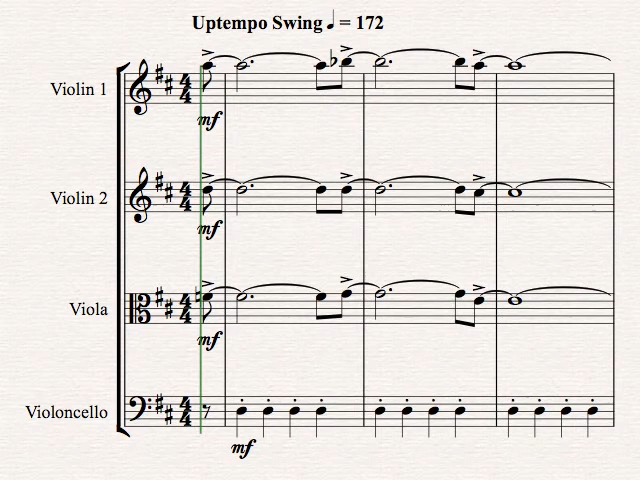 Uptempo Swing ♩ = 172
Violin 1
mf
Violin 2
mf
Viola
mf
Violoncello
mf